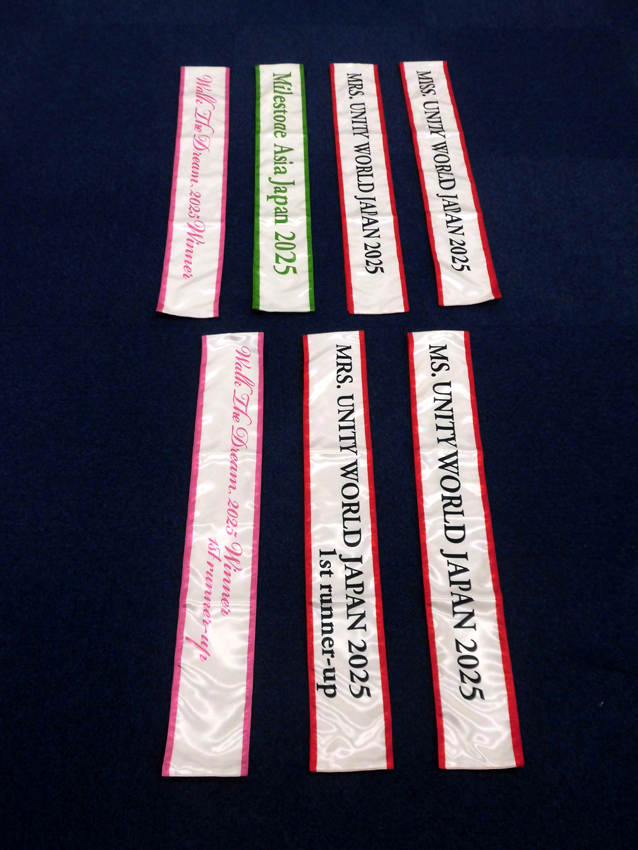 Walk The Dream. 2025 Winner
Milestone Asia Japan 2025
MRS. UNITY WORLD JAPAN 2025
MISS. UNITY WORLD JAPAN 2025
Walk The Dream. 2025 Winner
1st runner-up
MRS. UNITY WORLD JAPAN 2025
1st runner-up
MS. UNITY WORLD JAPAN 2025